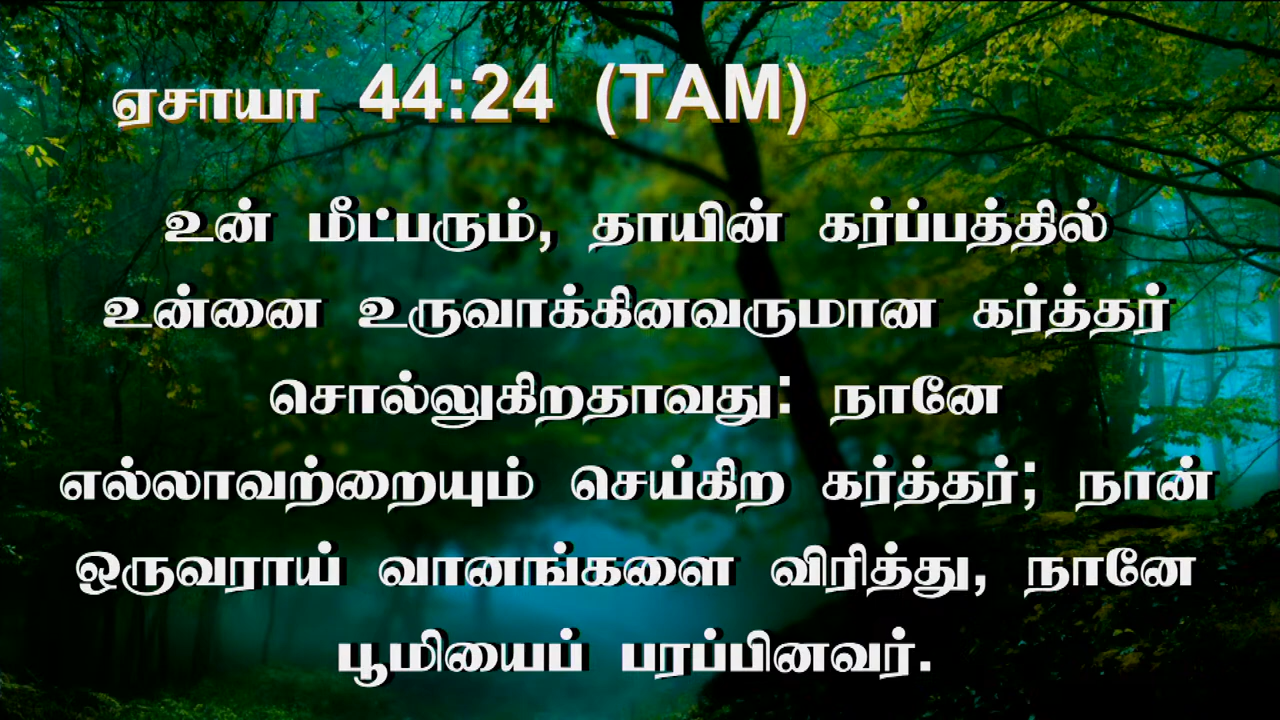 ஏசாயா 44:24 (TAM)
உன் மீட்பரும், தாயின் கர்ப்பத்தில்
உன்னை உருவாக்கினவருமான கர்த்தர்
சொல்லுகிறதாவது: நானே
எல்லாவற்றையும் செய்கிற கர்த்தர்; நான்
ஒருவராய் வானங்களை விரித்து, நானே
பூமியைப் பரப்பினவர்.